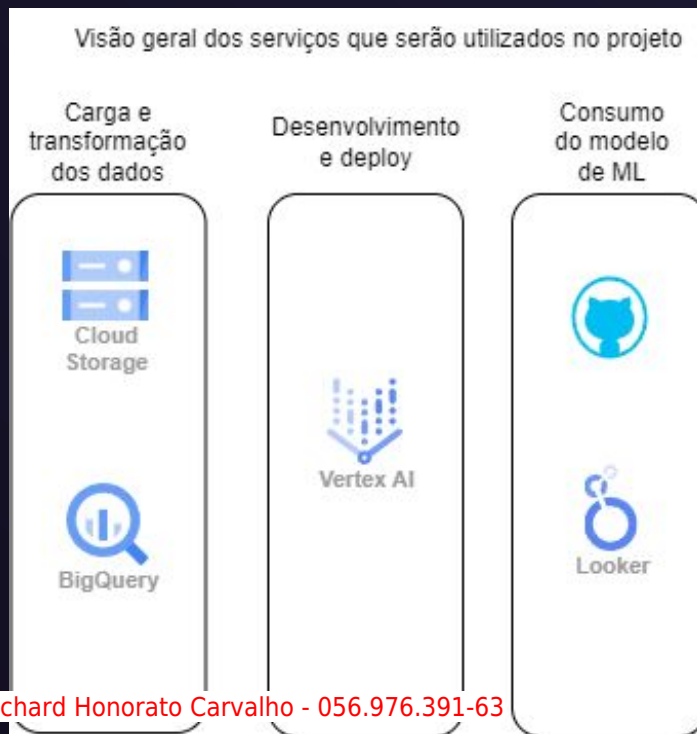 Visão geral dos serviços que serão utilizados no projeto
Carga e
transformação
dos dados
Desenvolvimento
e deploy
Consumo
do modelo
de ML
Cloud
Storage
BigQuery
Vertex AI
Looker
chard Honorato Carvalho - 056.976.391-63